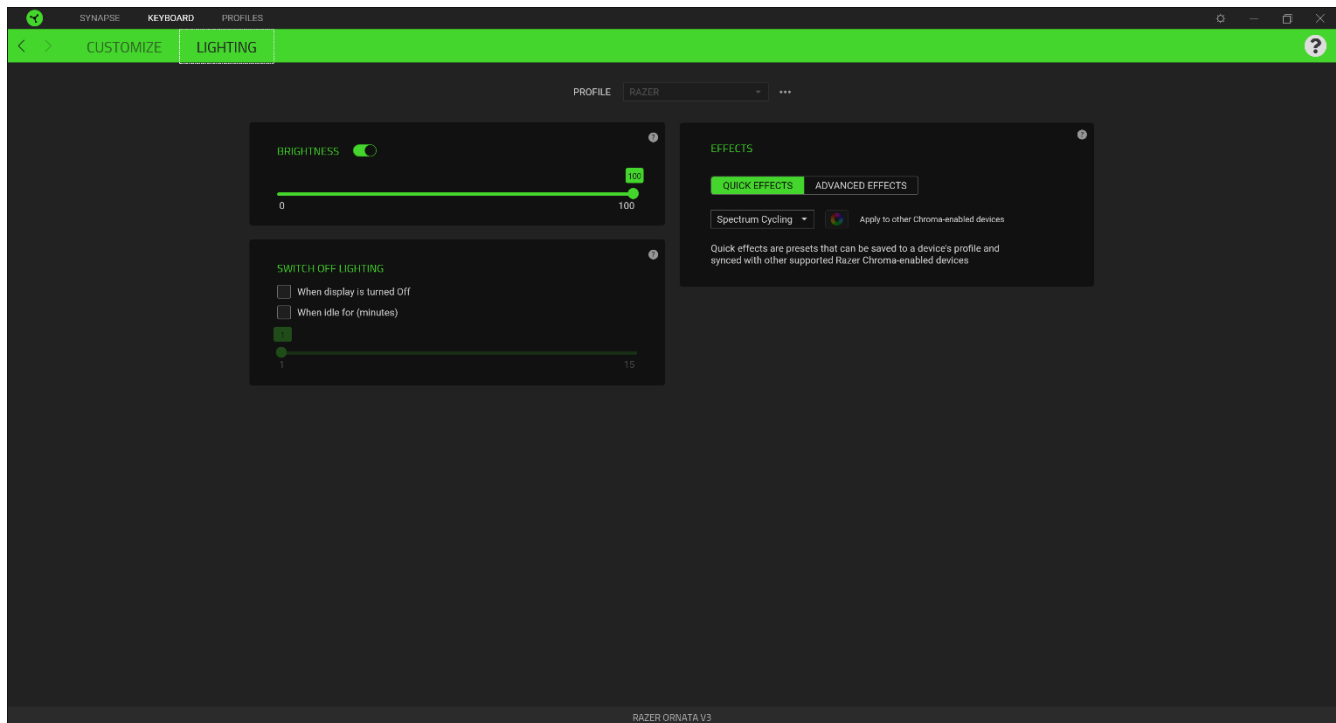 SYNAPSE KEYBOARD PROFILES
CUSTOMIZE LIGHTING ?
PROFILE RAZER
BRIGHTNESS ?
100
0 100
SWITCH OFF LIGHTING ?
When display is turned Off
When idle for (minutes)
1
1 15
EFFECTS ?
QUICK EFFECTS ADVANCED EFFECTS
Spectrum Cycling Apply to other Chroma-enabled devices
Quick effects are presets that can be saved to a device's profile and
synced with other supported Razer Chroma-enabled devices
RAZER ORNATA V3